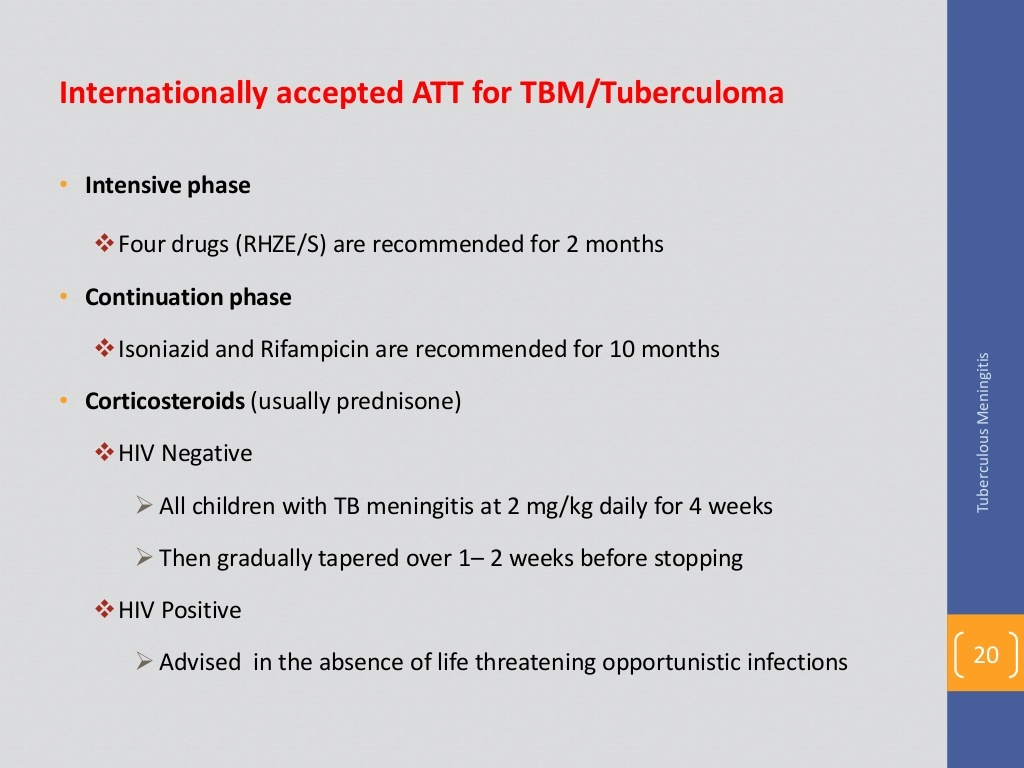 Internationally accepted ATT for TBM/Tuberculoma
• Intensive phase
❖Four drugs (RHZE/S) are recommended for 2 months
• Continuation phase
❖Isoniazid and Rifampicin are recommended for 10 months
• Corticosteroids (usually prednisone)
❖HIV Negative
➢All children with TB meningitis at 2 mg/kg daily for 4 weeks
➢Then gradually tapered over 1– 2 weeks before stopping
❖HIV Positive
➢Advised  in the absence of life threatening opportunistic infections
Tuberculous Meningitis
20